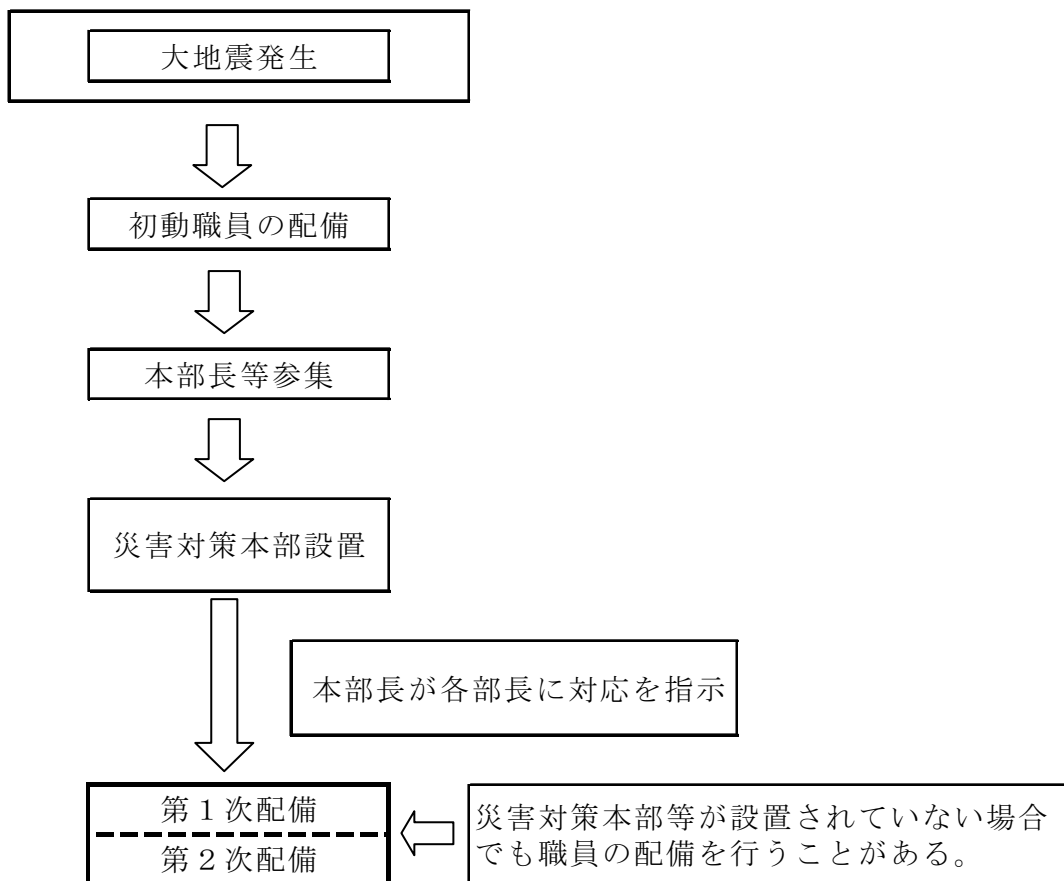 大地震発生
初動職員の配備
本部長等参集
災害対策本部設置
本部長が各部長に対応を指示
第１次配備
第２次配備
災害対策本部等が設置されていない場合
でも職員の配備を行うことがある。